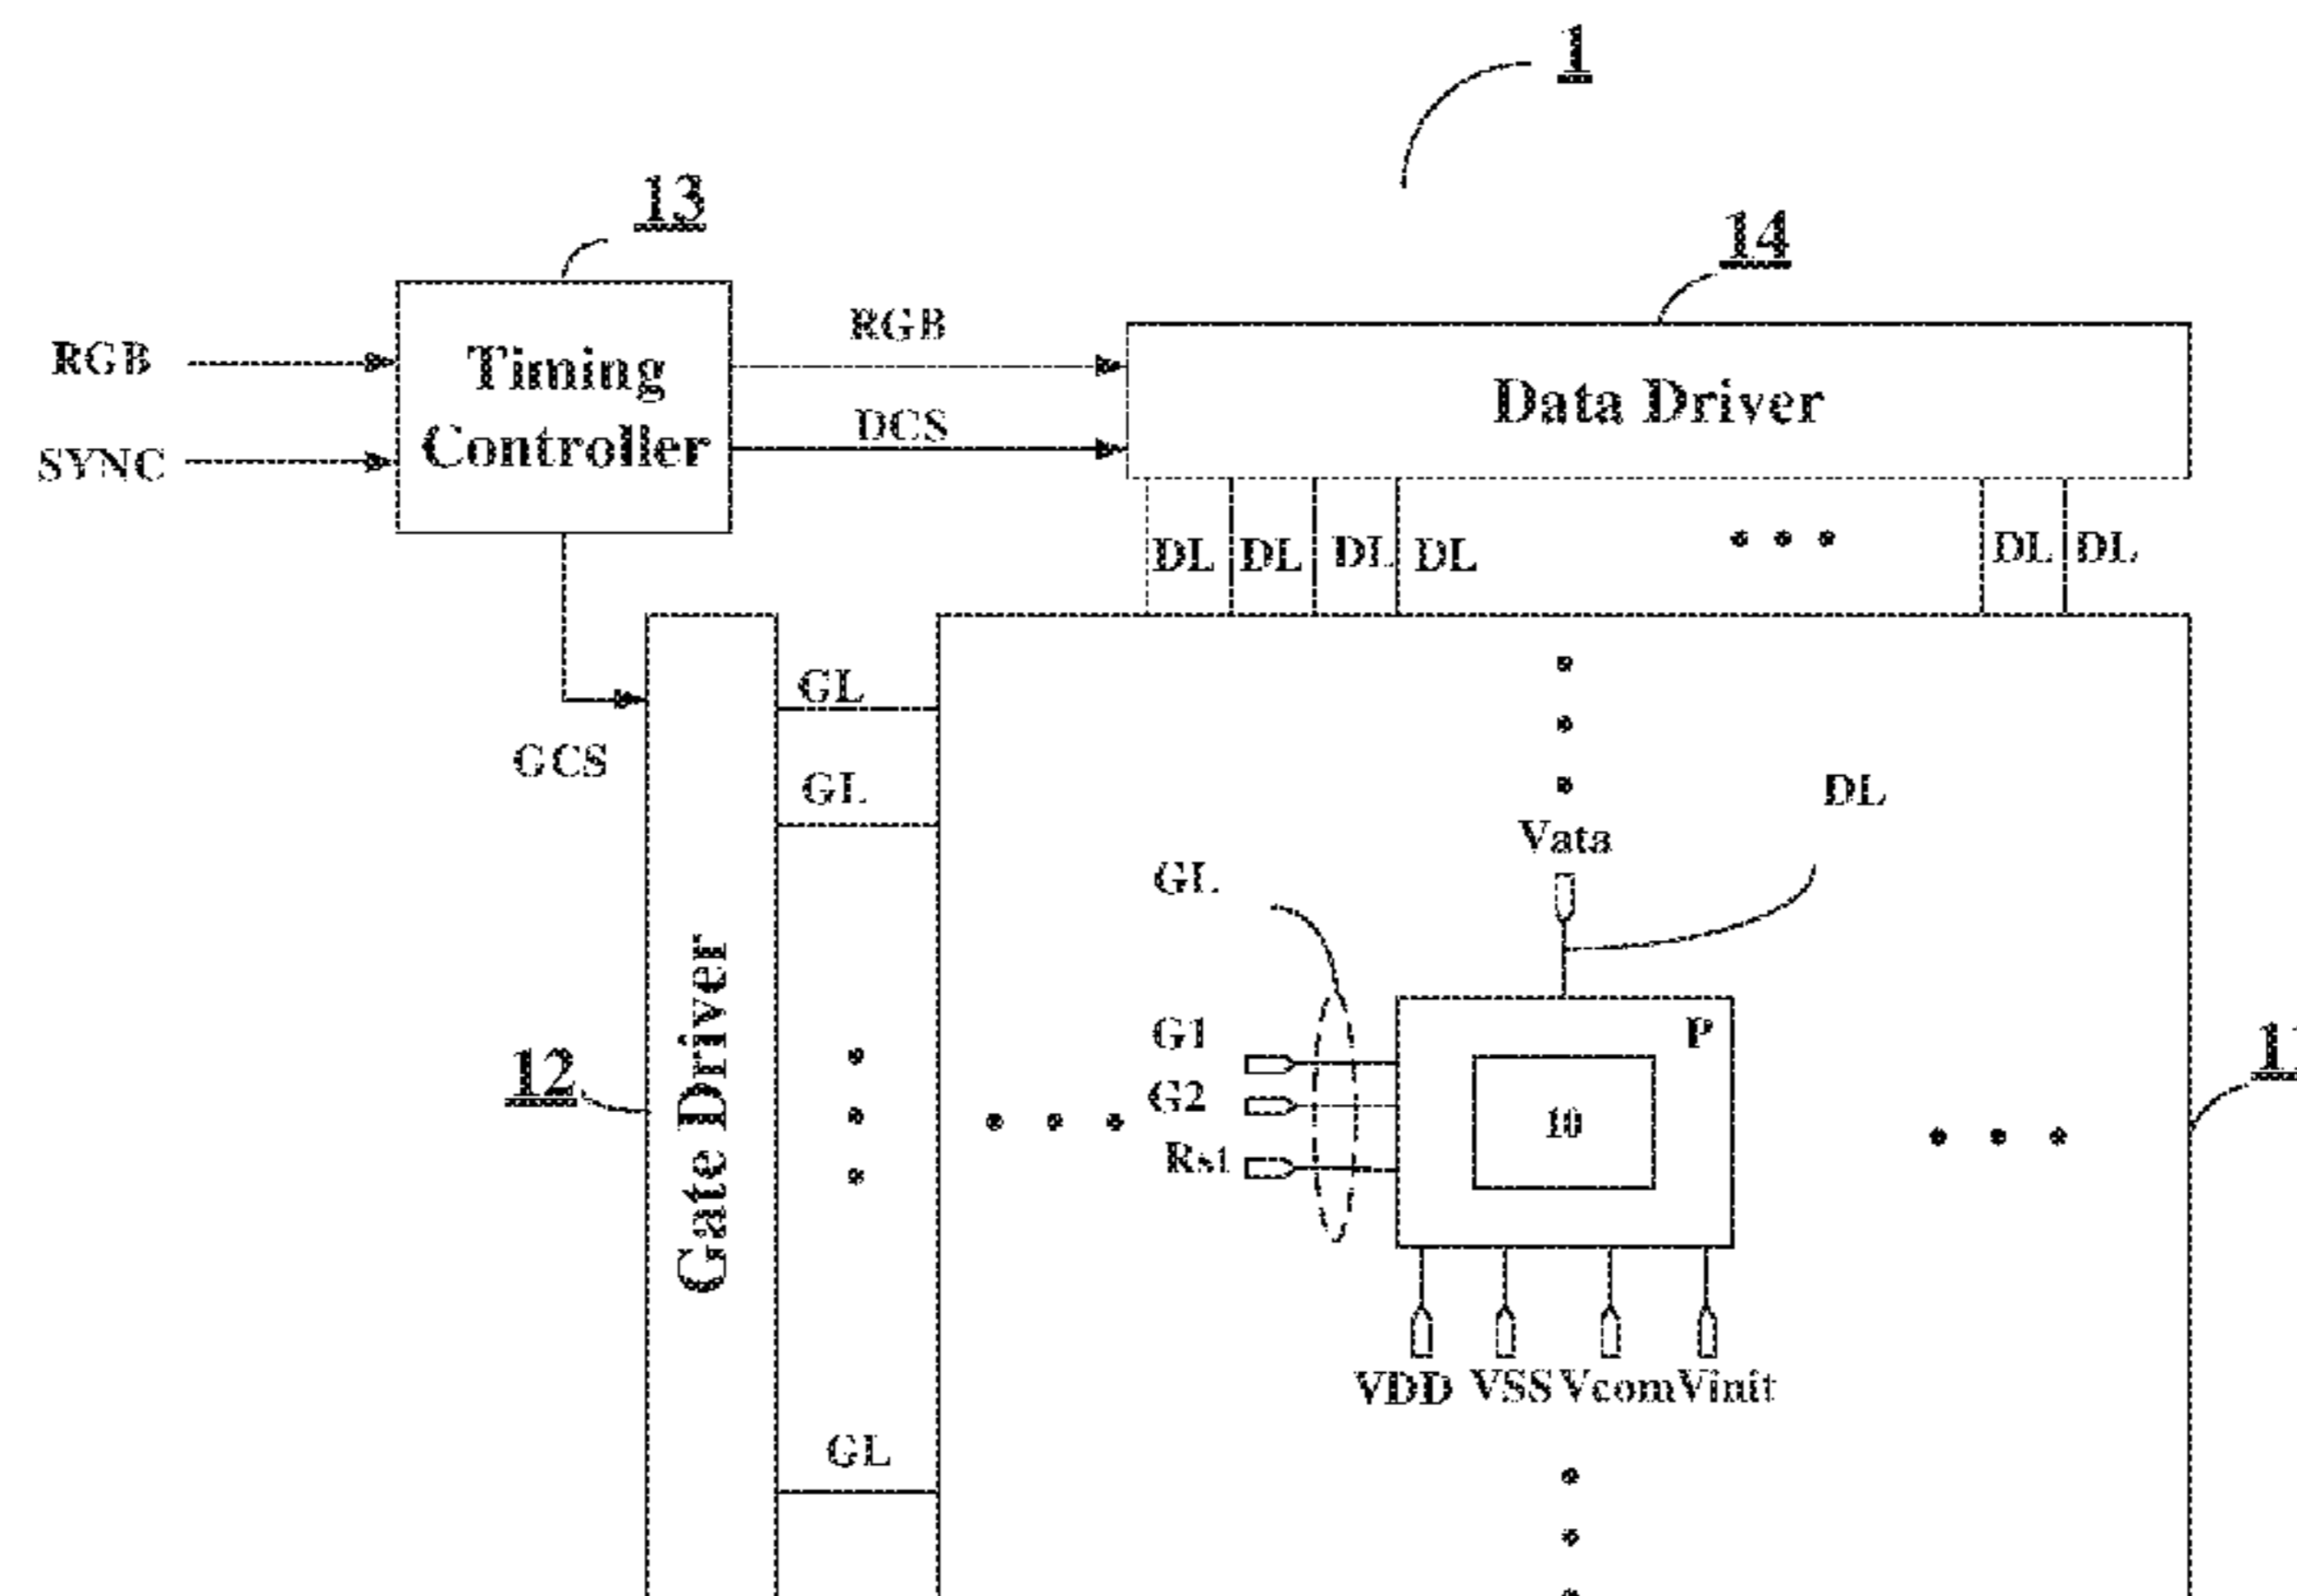 1
13
14
RGB
RGB
Timing
Controller
Data Driver
DCS
SYNC
DL DL DL DL DL DL
GL
GCS
GL
DL
Vata
GL
G1
P
12
Gate Driver
G2
10
Rst
VDD VSS Vcom Vinit
GL